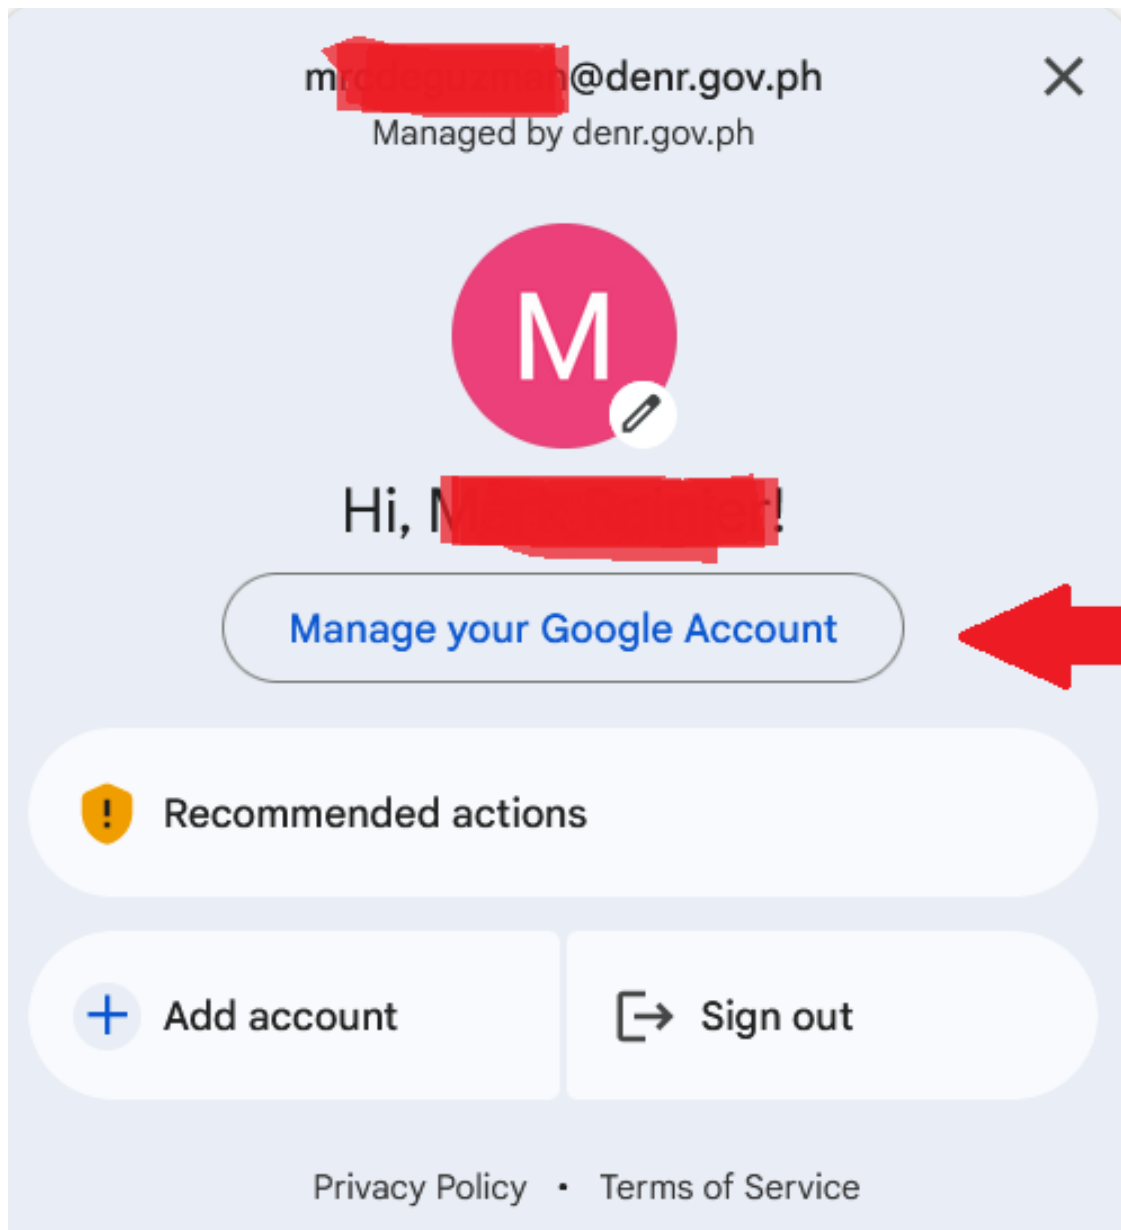 @denr.gov.ph
Managed by denr.gov.ph
M
Hi, M!
Manage your Google Account
Recommended actions
Add account
Sign out
Privacy Policy • Terms of Service